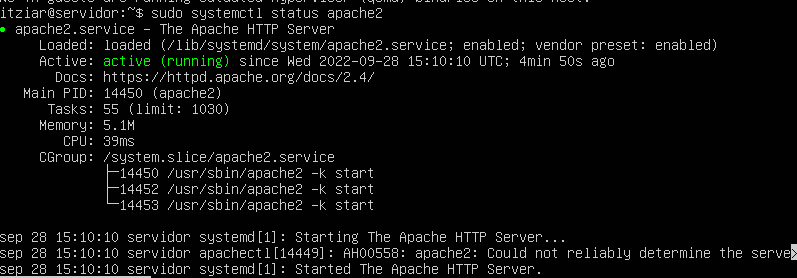 itziar@servidor:~$ sudo systemctl status apache2
● apache2.service - The Apache HTTP Server
Loaded: loaded (/lib/systemd/system/apache2.service; enabled; vendor preset: enabled)
Active: active (running) since Wed 2022-09-28 15:10:10 UTC; 4min 50s ago
Docs: https://httpd.apache.org/docs/2.4/
Main PID: 14450 (apache2)
Tasks: 55 (limit: 1030)
Memory: 5.1M
CPU: 39ms
CGroup: /system.slice/apache2.service
├─14450 /usr/sbin/apache2 -k start
├─14452 /usr/sbin/apache2 -k start
└─14453 /usr/sbin/apache2 -k start
sep 28 15:10:10 servidor systemd[1]: Starting The Apache HTTP Server...
sep 28 15:10:10 servidor apachectl[14449]: AH00558: apache2: Could not reliably determine the serve>
sep 28 15:10:10 servidor systemd[1]: Started The Apache HTTP Server.